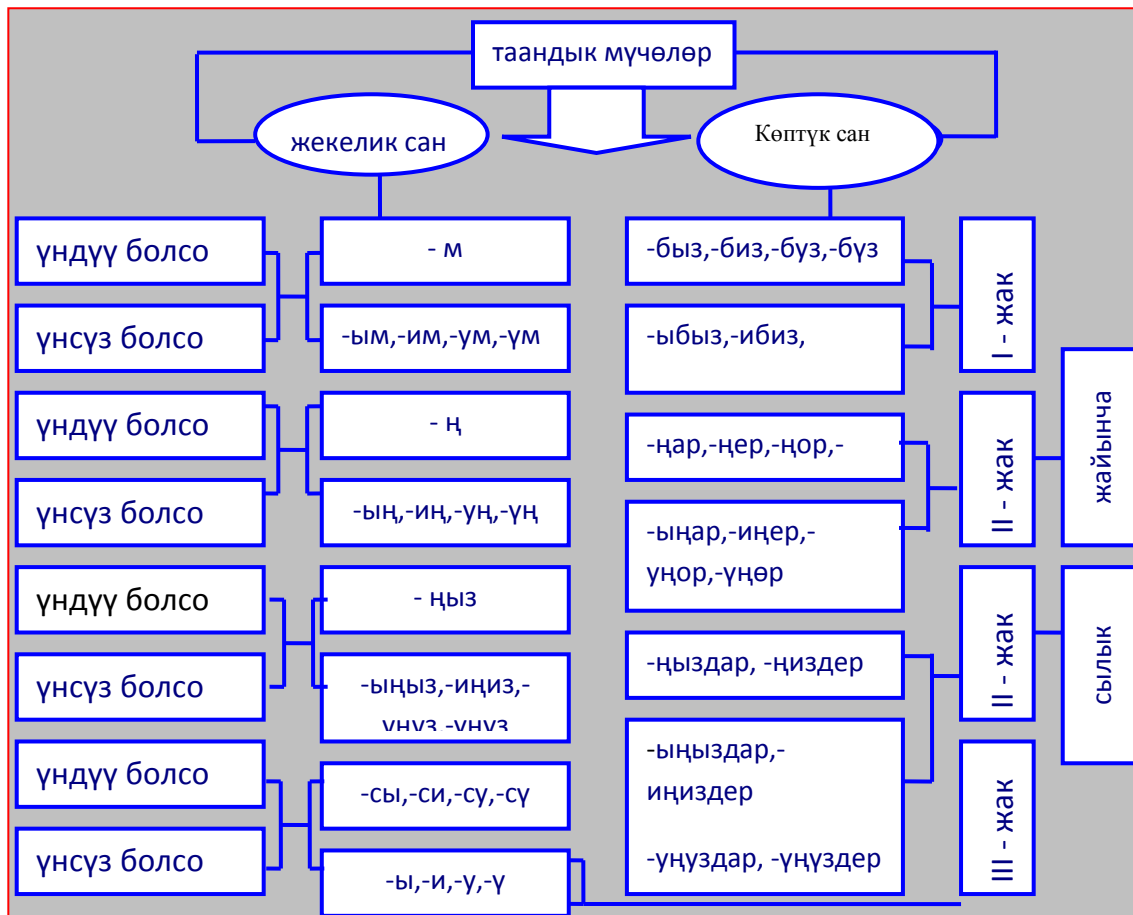 таандык мүчөлөр
жекелик сан
Көптүк сан
үндүү болсо
- м
-быз,-биз,-буз,-бүз
I - жак
үнсүз болсо
-ым,-им,-ум,-үм
-ыбыз,-ибиз,
жайынча
үндүү болсо
- ң
-ңар,-ңер,-ңор,-
II - жак
үнсүз болсо
-ың,-иң,-уң,-үң
-ыңар,-иңер,-
уңор,-үңөр
үндүү болсо
- ңыз
-ңыздар, -ңиздер
II - жак
сылык
үнсүз болсо
-ыңыз,-иңиз,-
уңуз,-үңүз
-ыңыздар,-
иңиздер
-уңуздар, -үңүздер
үндүү болсо
-сы,-си,-су,-сү
III - жак
үнсүз болсо
-ы,-и,-у,-ү